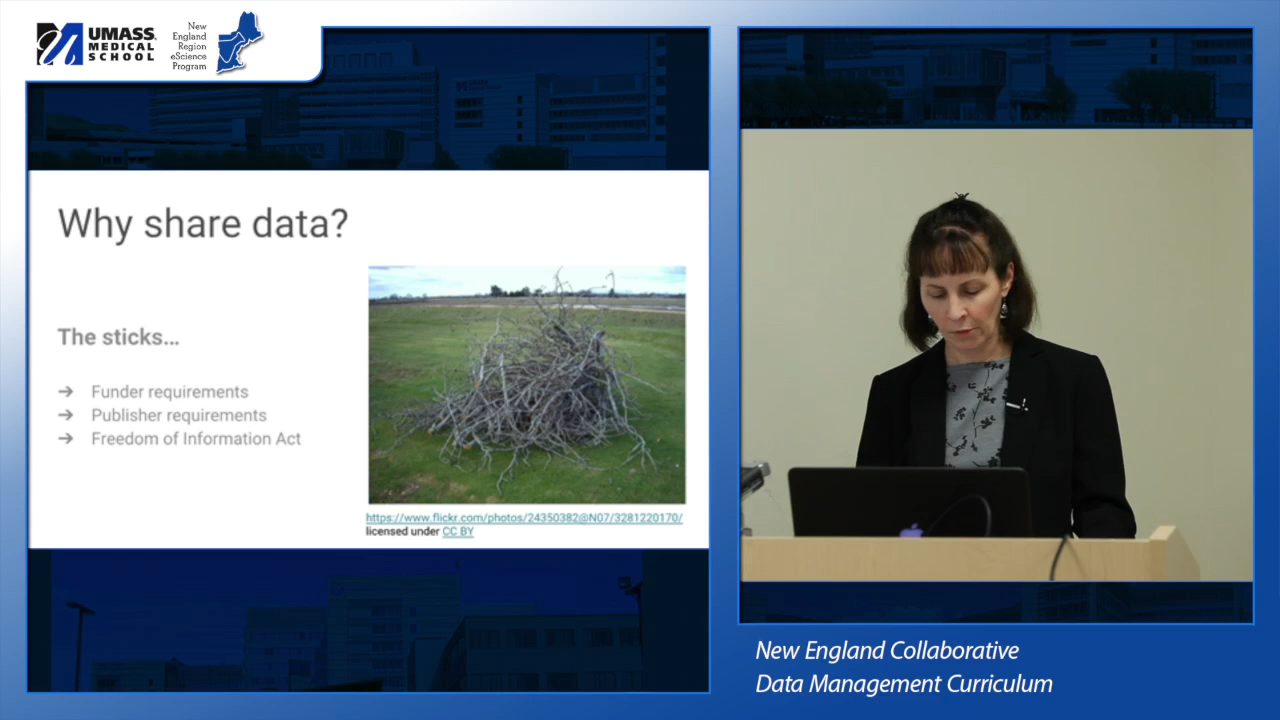 UMASS
MEDICAL
SCHOOL
New
England
Region
eScience
Program
Why share data?
The sticks...
➔ Funder requirements
➔ Publisher requirements
➔ Freedom of Information Act
https://www.flickr.com/photos/24350382@N07/3281220170/
licensed under CC BY
New England Collaborative
Data Management Curriculum